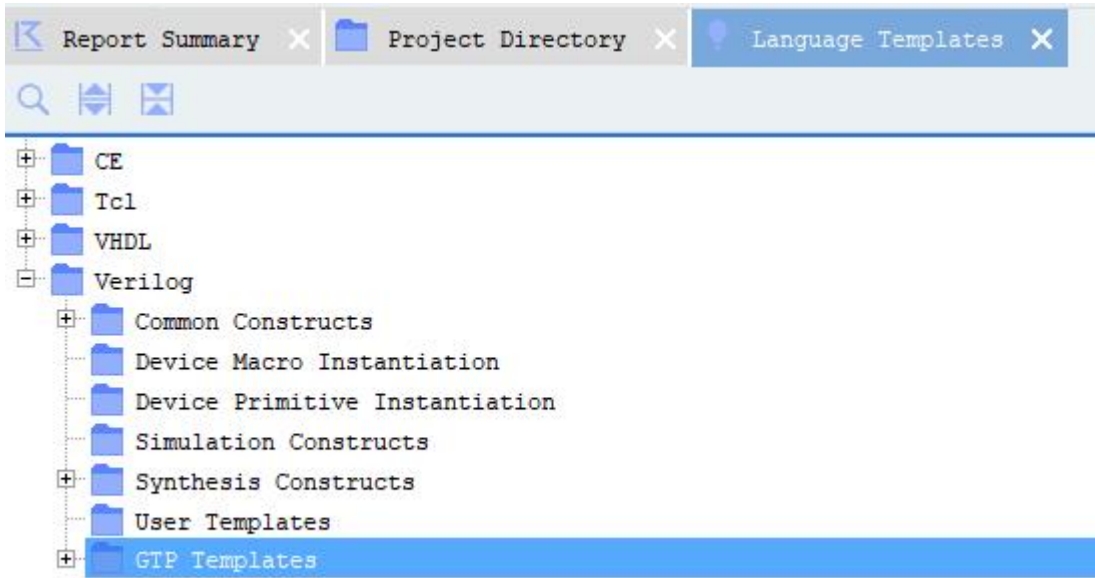 Report Summary Project Directory Language Templates
CE
Tcl
VHDL
Verilog
Common Constructs
Device Macro Instantiation
Device Primitive Instantiation
Simulation Constructs
Synthesis Constructs
User Templates
GTP Templates